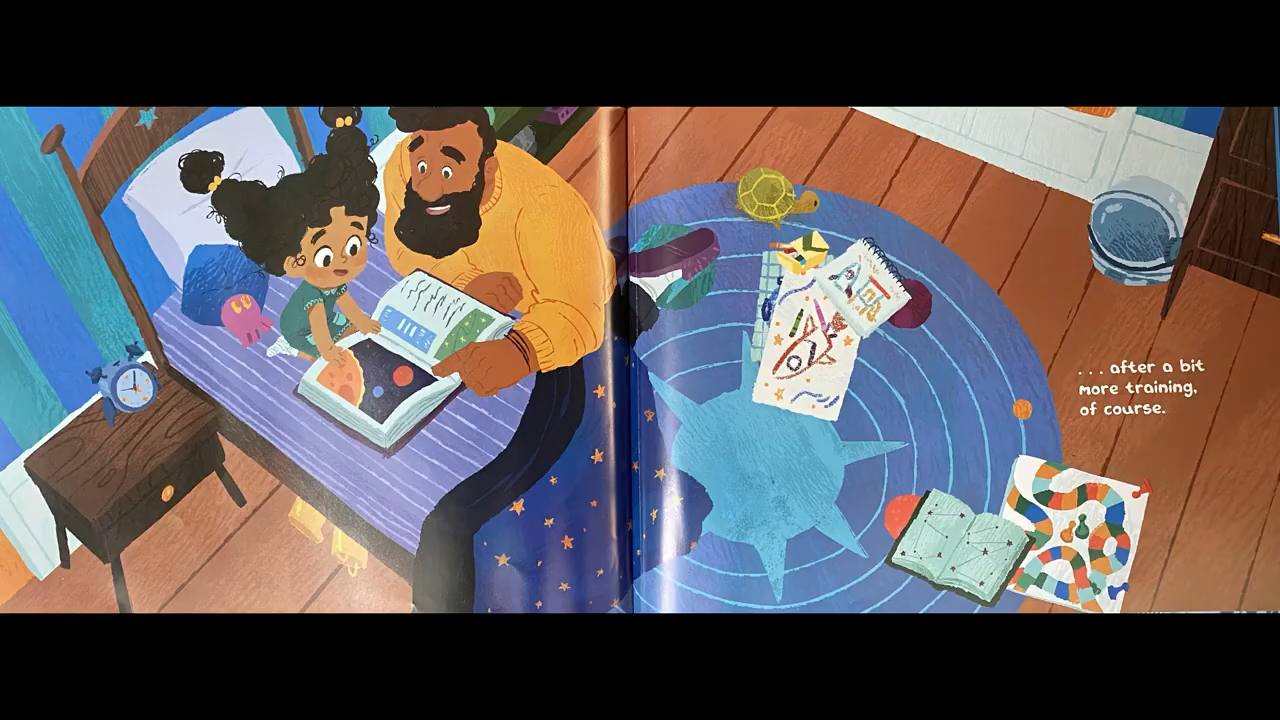 . . . after a bit
more training,
of course.